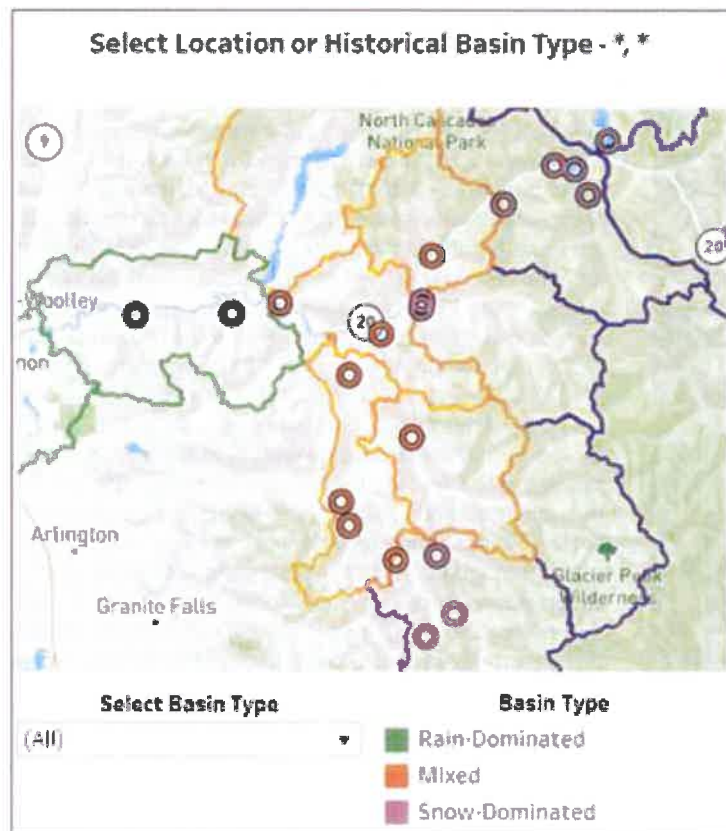 Select Location or Historical Basin Type - *, *
North Cascades
National Park
20
-Woolley
20
non
Arlington
Glacier Peak
Wilderness
Granite Falls
Select Basin Type
Basin Type
(All)
Rain-Dominated
Mixed
Snow-Dominated